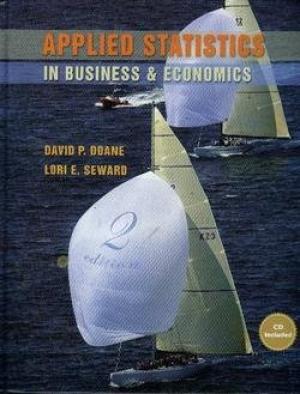 APPLIED STATISTICS
IN BUSINESS & ECONOMICS
DAVID P. DOANE
LORI E. SEWARD
2
edition
CD
Included